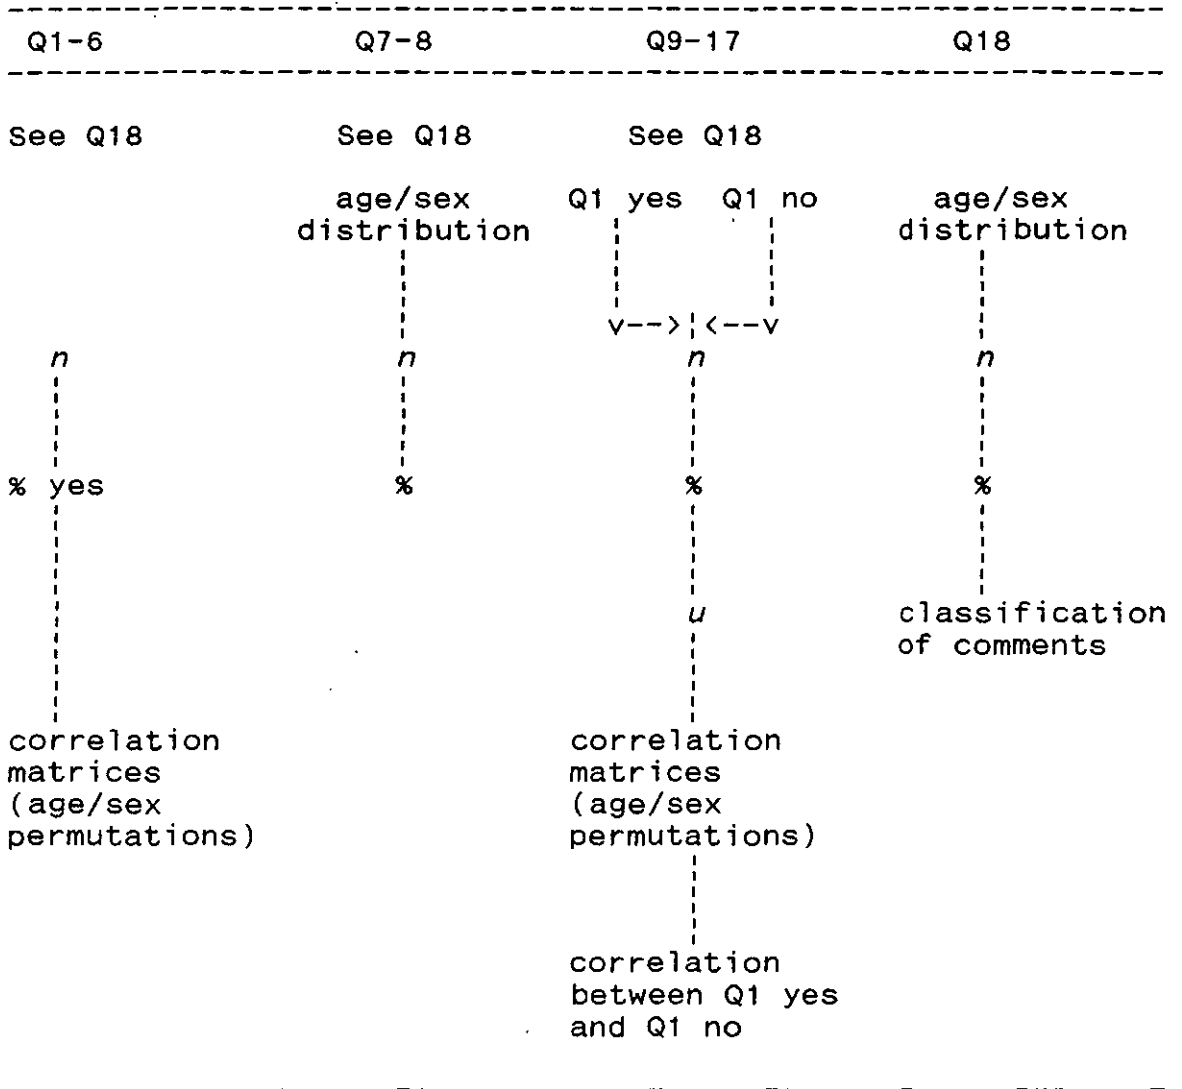 Q1-6 Q7-8 Q9-17 Q18
See Q18 See Q18 See Q18
age/sex Q1 yes Q1 no age/sex
distribution distribution
v-->¦<--v
n n n n
% yes % % %
u classification
of comments
correlation correlation
matrices matrices
(age/sex (age/sex
permutations) permutations)
correlation
between Q1 yes
and Q1 no